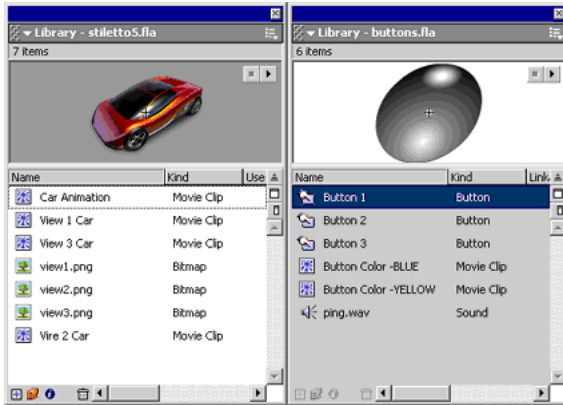 Library - stiletto5.fla
7 items
Name Kind Use
Car Animation Movie Clip
View 1 Car Movie Clip
View 3 Car Movie Clip
view1.png Bitmap
view2.png Bitmap
view3.png Bitmap
Vire 2 Car Movie Clip
Library - buttons.fla
6 items
Name Kind Link
Button 1 Button
Button 2 Button
Button 3 Button
Button Color -BLUE Movie Clip
Button Color -YELLOW Movie Clip
ping.wav Sound